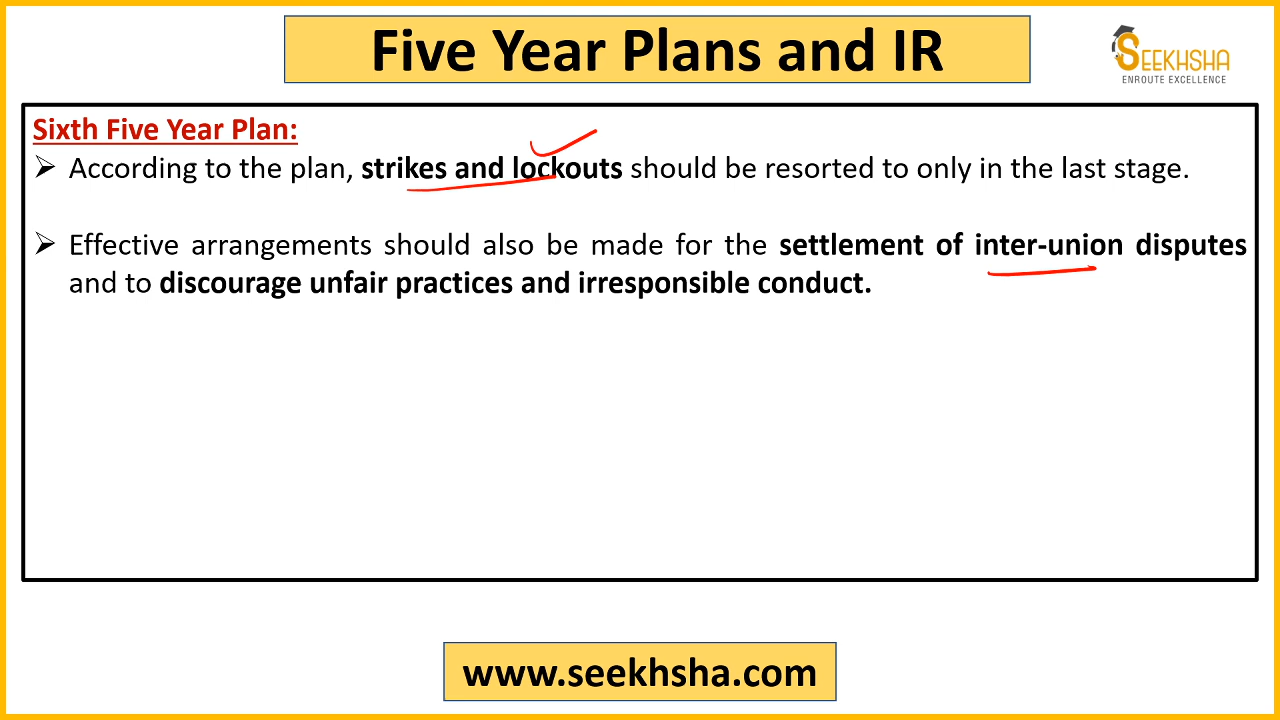 Five Year Plans and IR
SEEKHSHA
ENROUTE EXCELLENCE
Sixth Five Year Plan:
➢ According to the plan, strikes and lockouts should be resorted to only in the last stage.
➢ Effective arrangements should also be made for the settlement of inter-union disputes
and to discourage unfair practices and irresponsible conduct.
www.seekhsha.com